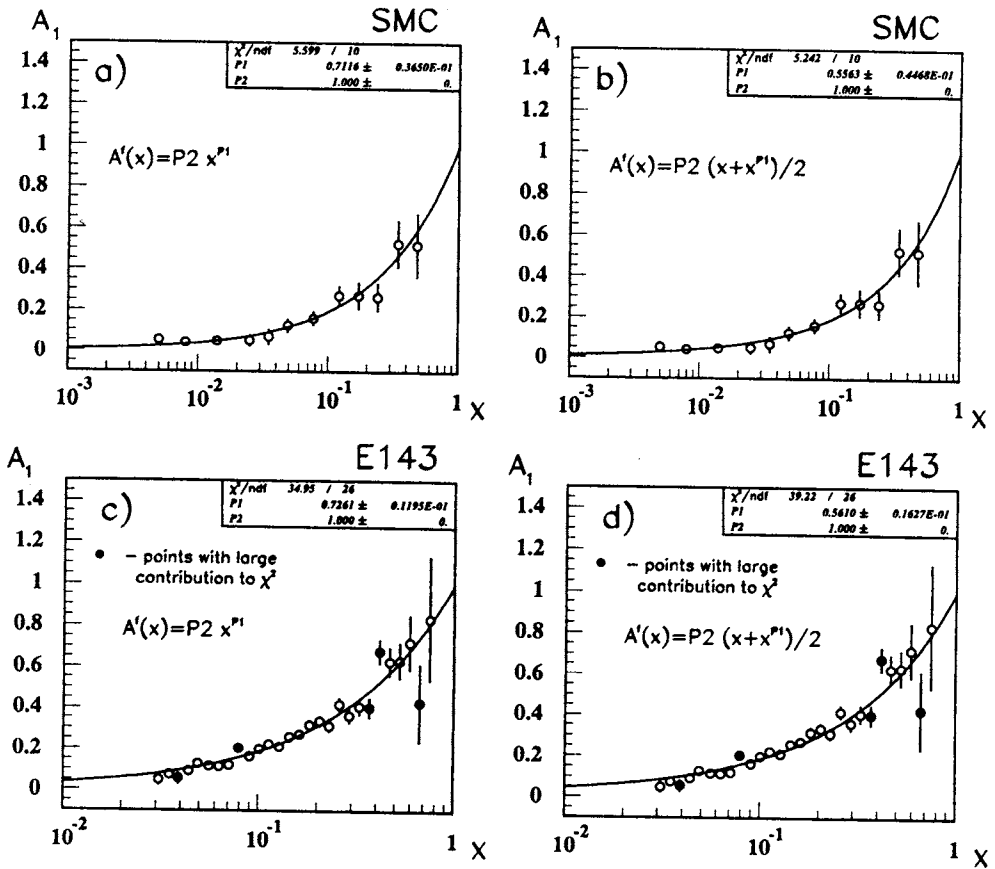 A₁ SMC
χ²/ndf 5.599 / 10
P1 0.7116 ± 0.3650E-01
P2 1.000 ± 0.
a)
Aᶠ(x)=P2 xᴾ¹
1.4
1.2
1
0.8
0.6
0.4
0.2
0
10⁻³ 10⁻² 10⁻¹ 1 X
A₁ SMC
χ²/ndf 5.242 / 10
P1 0.5563 ± 0.4468E-01
P2 1.000 ± 0.
b)
Aᶠ(x)=P2 (x+xᴾ¹)/2
1.4
1.2
1
0.8
0.6
0.4
0.2
0
10⁻³ 10⁻² 10⁻¹ 1 X
A₁ E143
χ²/ndf 34.95 / 26
P1 0.7261 ± 0.1195E-01
P2 1.000 ± 0.
c)
● – points with large
contribution to χ²
Aᶠ(x)=P2 xᴾ¹
1.4
1.2
1
0.8
0.6
0.4
0.2
0
10⁻² 10⁻¹ 1 X
A₁ E143
χ²/ndf 39.22 / 26
P1 0.5610 ± 0.1627E-01
P2 1.000 ± 0.
d)
● – points with large
contribution to χ²
Aᶠ(x)=P2 (x+xᴾ¹)/2
1.4
1.2
1
0.8
0.6
0.4
0.2
0
10⁻² 10⁻¹ 1 X